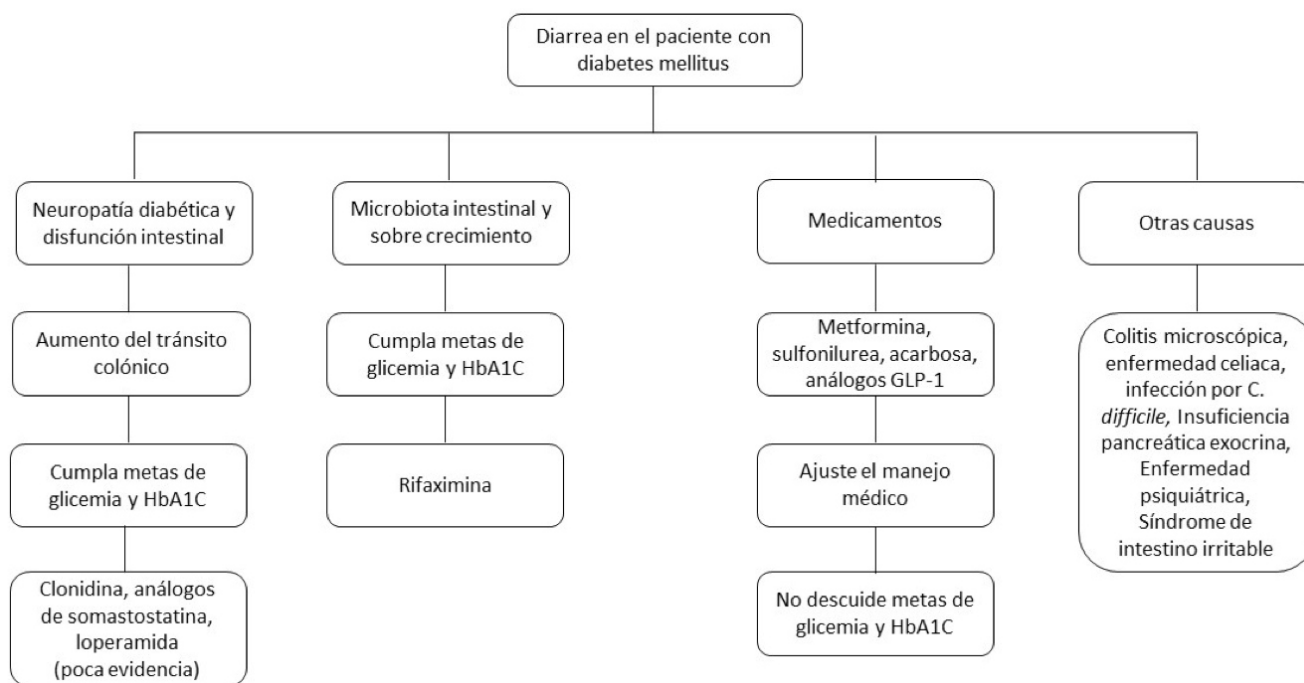 Diarrea en el paciente con
diabetes mellitus
Neuropatía diabética y
disfunción intestinal
Aumento del tránsito
colónico
Cumpla metas de
glicemia y HbA1C
Clonidina, análogos
de somastostatina,
loperamida
(poca evidencia)
Microbiota intestinal y
sobre crecimiento
Cumpla metas de
glicemia y HbA1C
Rifaximina
Medicamentos
Metformina,
sulfonilurea, acarbosa,
análogos GLP-1
Ajuste el manejo
médico
No descuide metas de
glicemia y HbA1C
Otras causas
Colitis microscópica,
enfermedad celiaca,
infección por C.
difficile, Insuficiencia
pancreática exocrina,
Enfermedad
psiquiátrica,
Síndrome de
intestino irritable